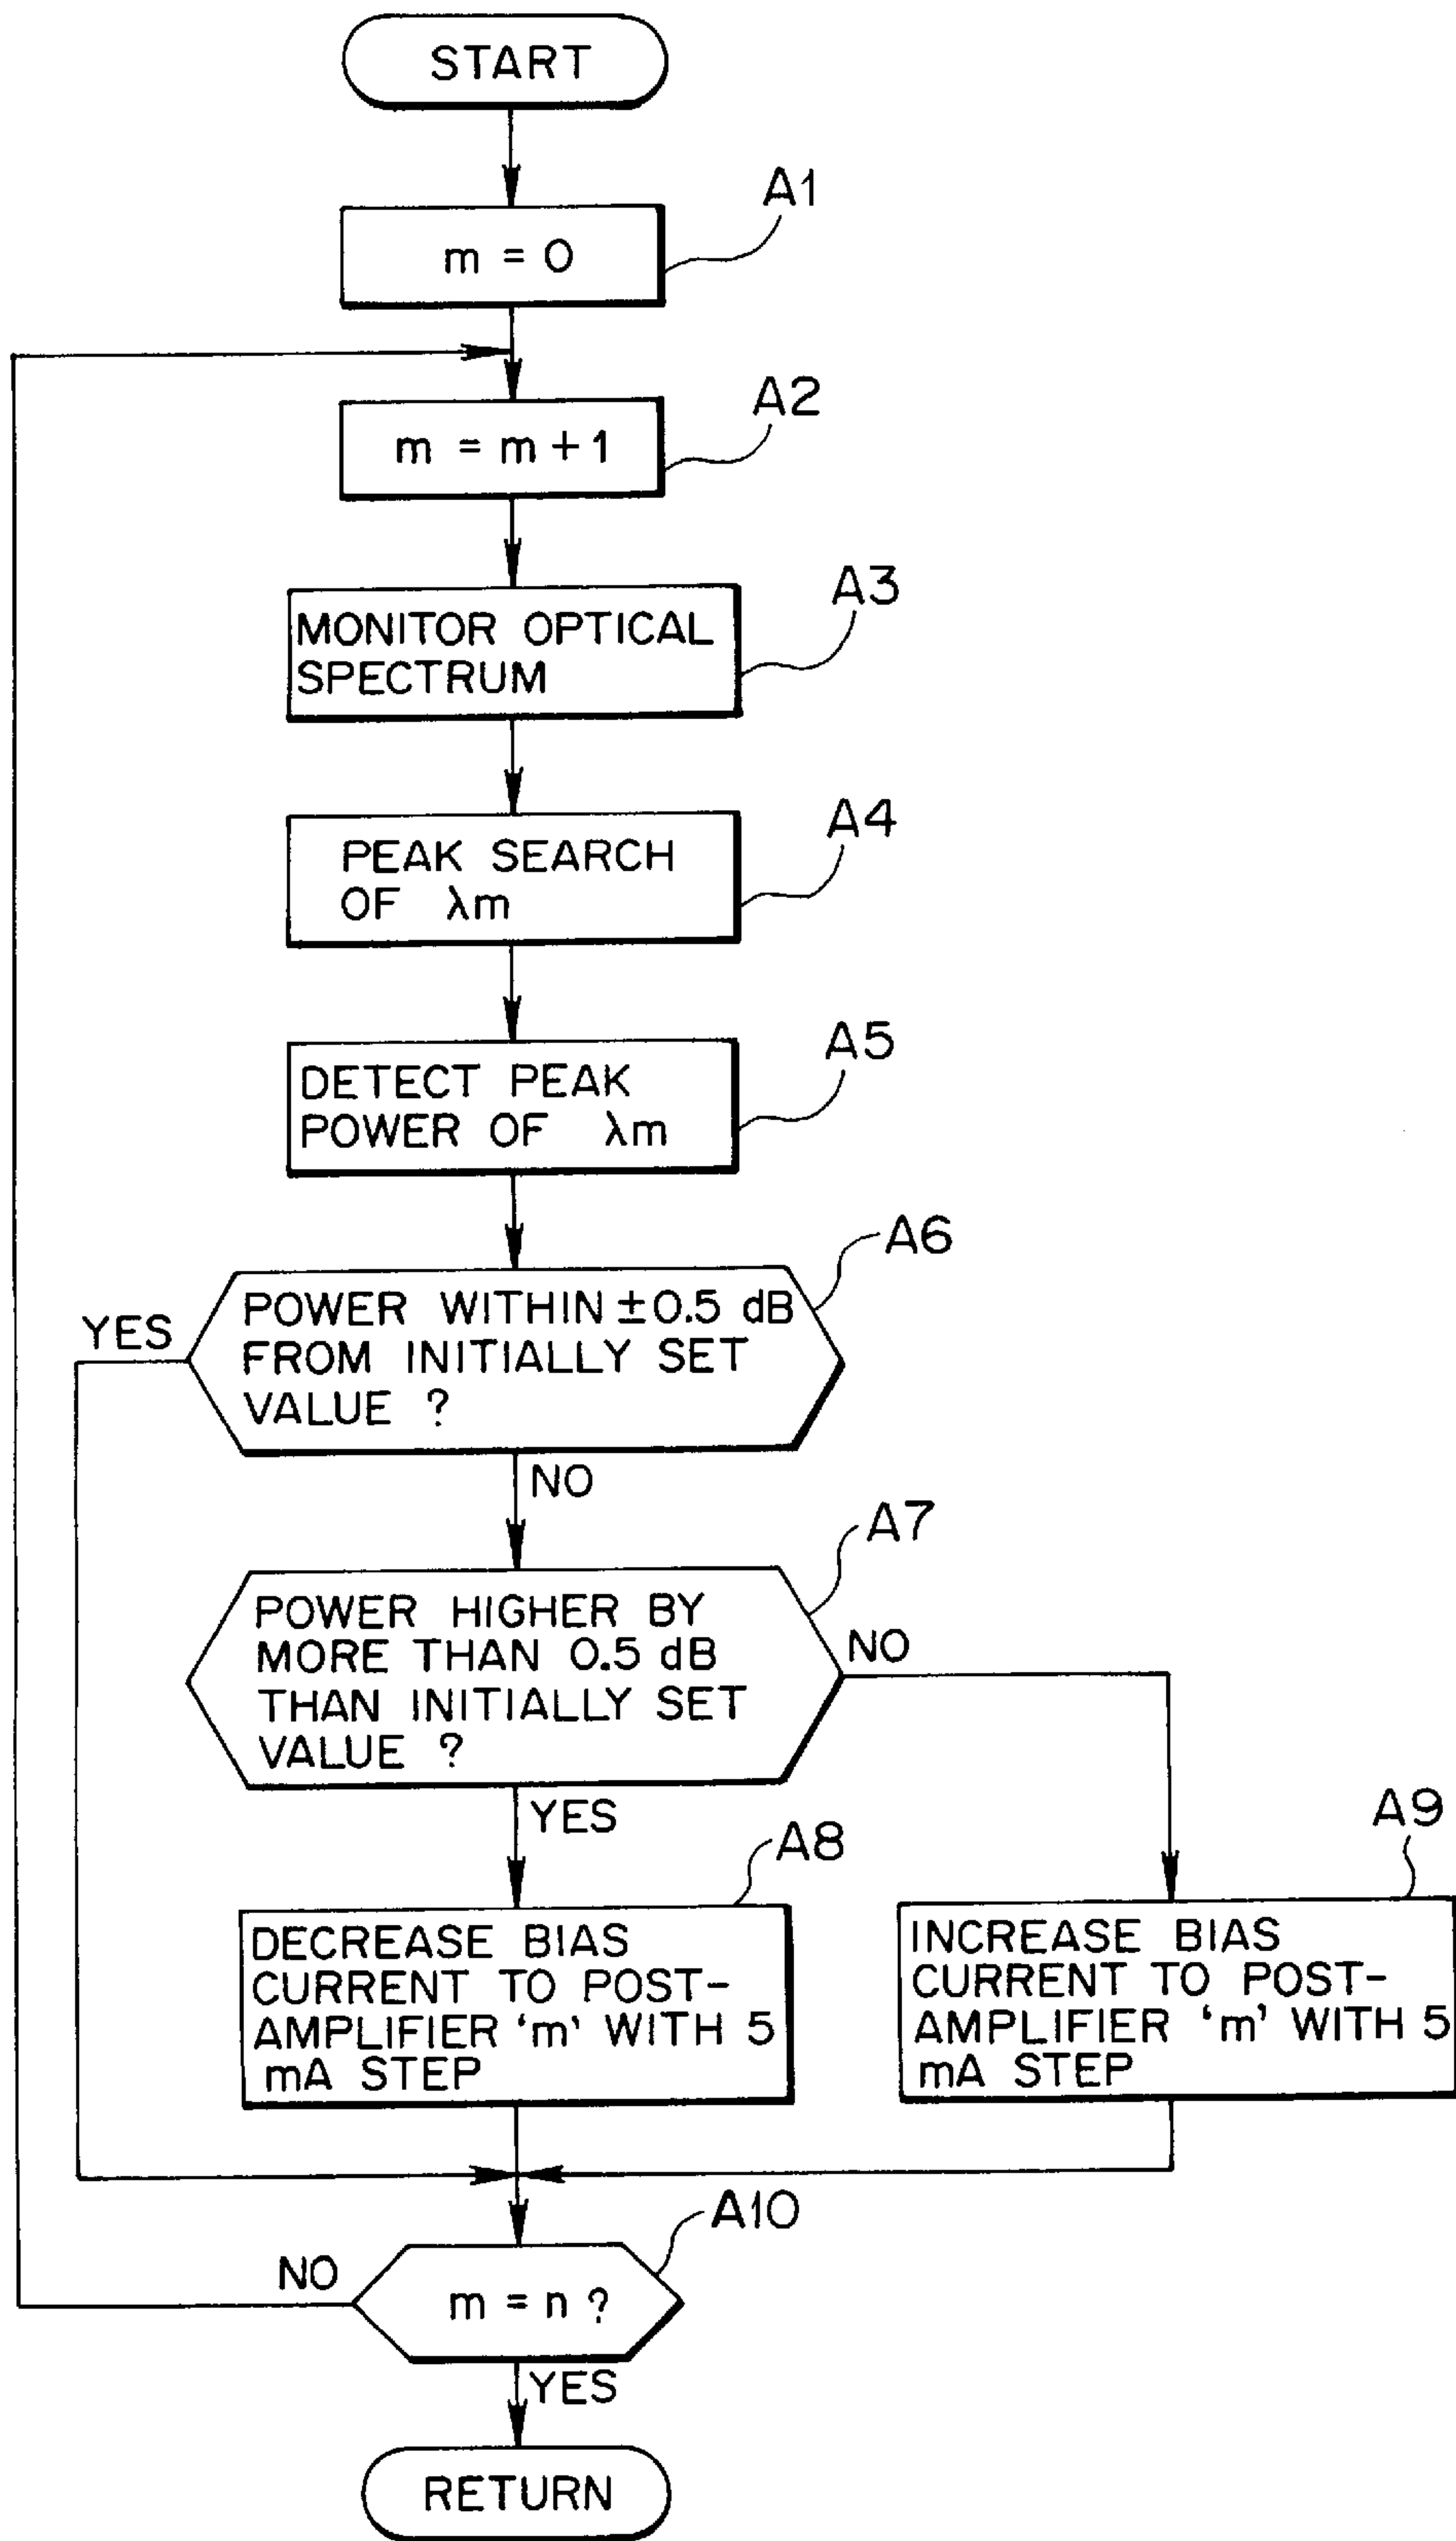 START
A1
m = 0
A2
m = m + 1
A3
MONITOR OPTICAL
SPECTRUM
A4
PEAK SEARCH
OF λm
A5
DETECT PEAK
POWER OF λm
A6
YES
POWER WITHIN ±0.5 dB
FROM INITIALLY SET
VALUE ?
NO
A7
POWER HIGHER BY
MORE THAN 0.5 dB
THAN INITIALLY SET
VALUE ?
NO
YES
A8
DECREASE BIAS
CURRENT TO POST-
AMPLIFIER ‘m’ WITH 5
mA STEP
A9
INCREASE BIAS
CURRENT TO POST-
AMPLIFIER ‘m’ WITH 5
mA STEP
A10
NO
m = n ?
YES
RETURN